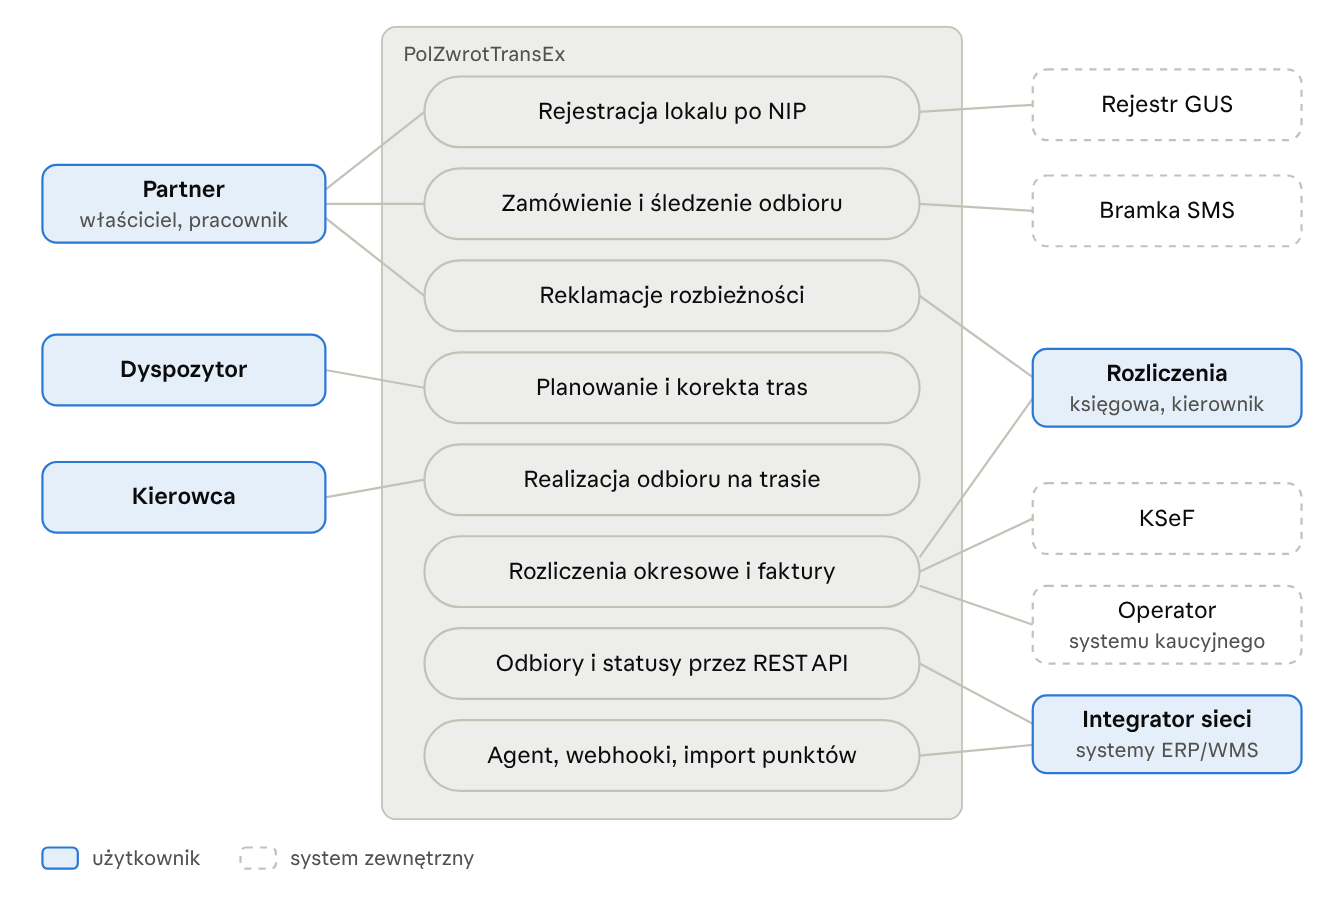 PolZwrotTransEx
Rejestracja lokalu po NIP
Zamówienie i śledzenie odbioru
Reklamacje rozbieżności
Planowanie i korekta tras
Realizacja odbioru na trasie
Rozliczenia okresowe i faktury
Odbiory i statusy przez REST API
Agent, webhooki, import punktów
Partner
właściciel, pracownik
Dyspozytor
Kierowca
Rejestr GUS
Bramka SMS
Rozliczenia
księgowa, kierownik
KSeF
Operator
systemu kaucyjnego
Integrator sieci
systemy ERP/WMS
użytkownik
system zewnętrzny